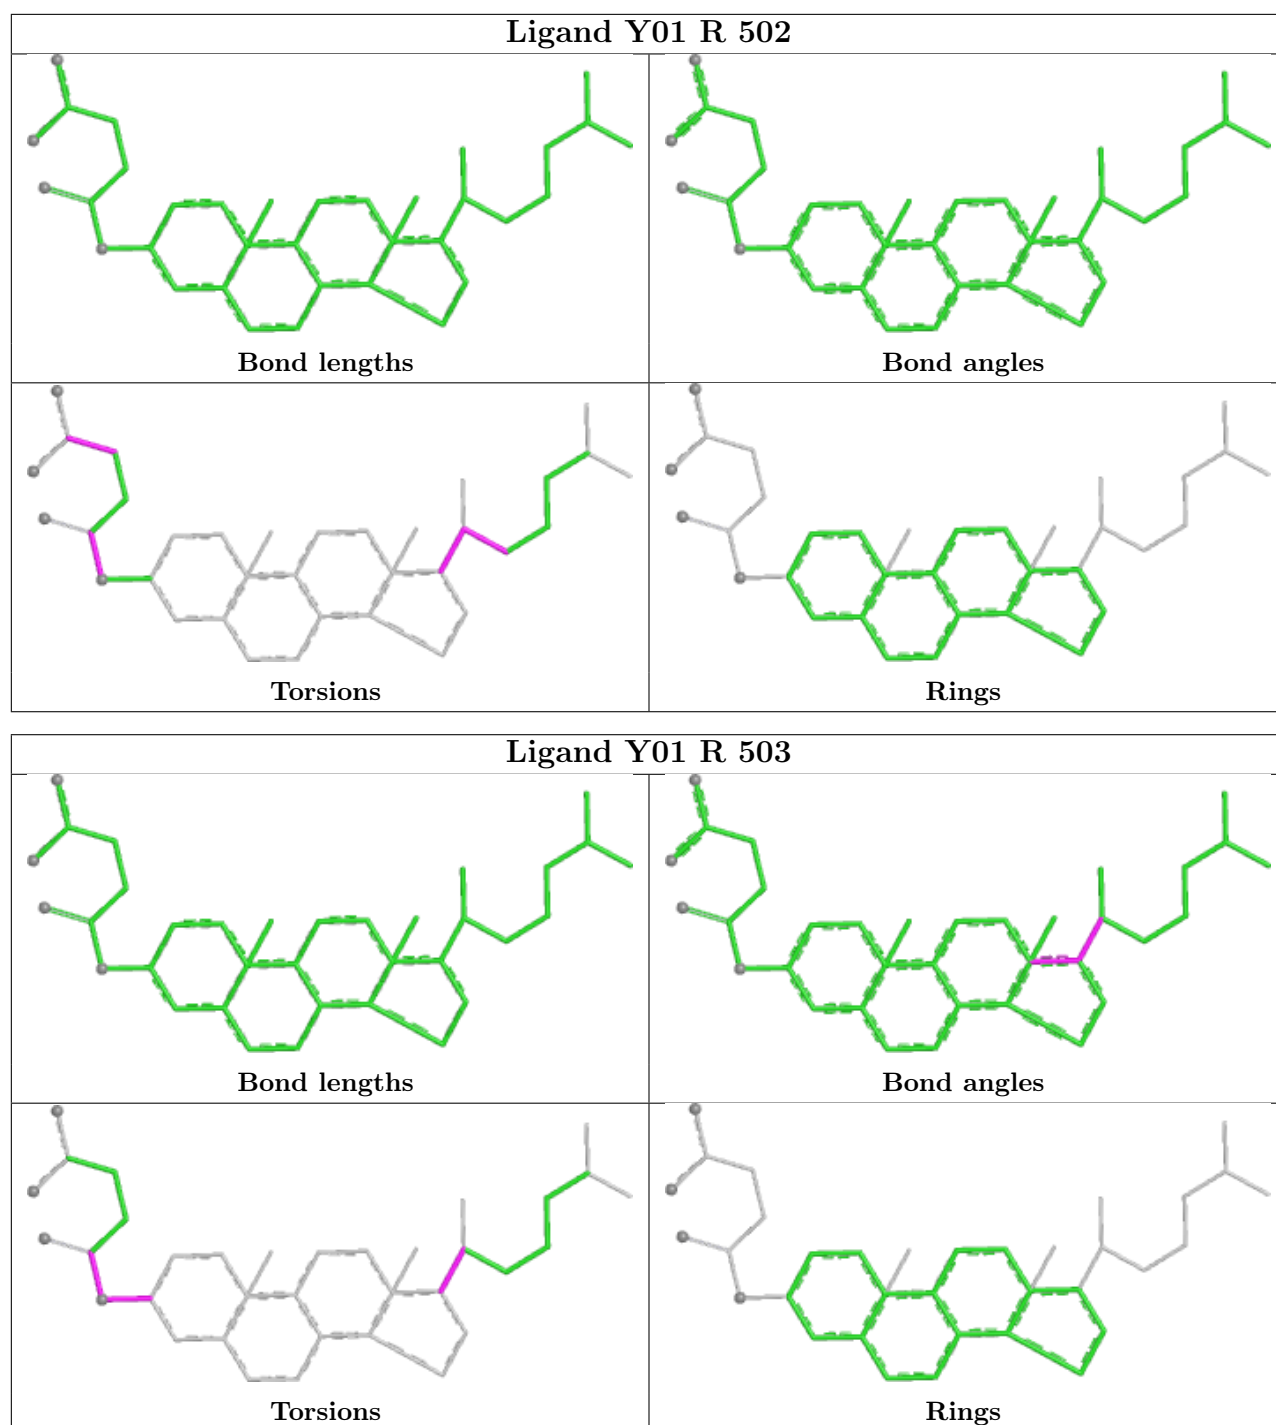 Ligand Y01 R 502
Bond lengths
Bond angles
Torsions
Rings
Ligand Y01 R 503
Bond lengths
Bond angles
Torsions
Rings